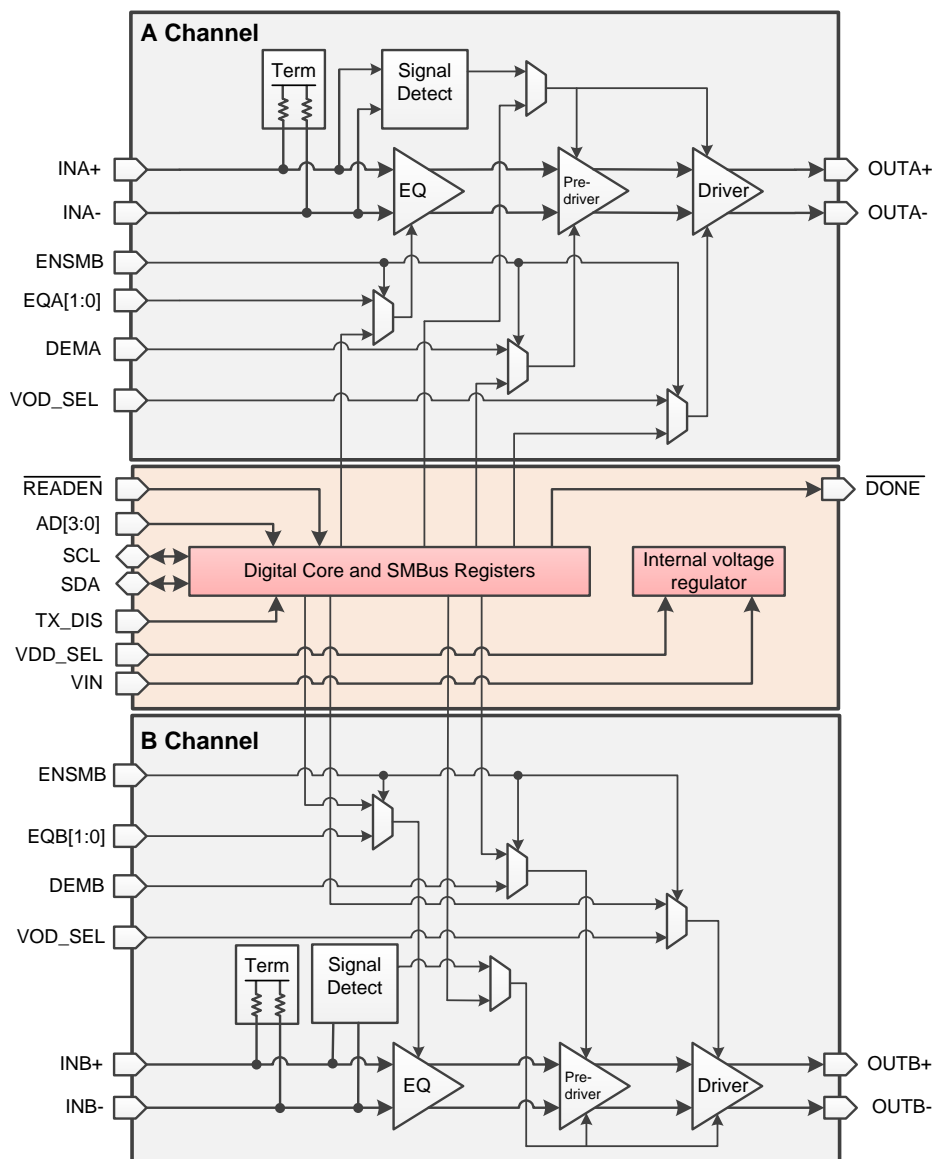 A Channel
Term
Signal
Detect
INA+
EQ
Pre-
driver
Driver
OUTA+
INA-
OUTA-
ENSMB
EQA[1:0]
DEMA
VOD_SEL
READEN
DONE
AD[3:0]
SCL
SDA
Digital Core and SMBus Registers
Internal voltage
regulator
TX_DIS
VDD_SEL
VIN
B Channel
ENSMB
EQB[1:0]
DEMB
VOD_SEL
Term
Signal
Detect
INB+
EQ
Pre-
driver
Driver
OUTB+
INB-
OUTB-